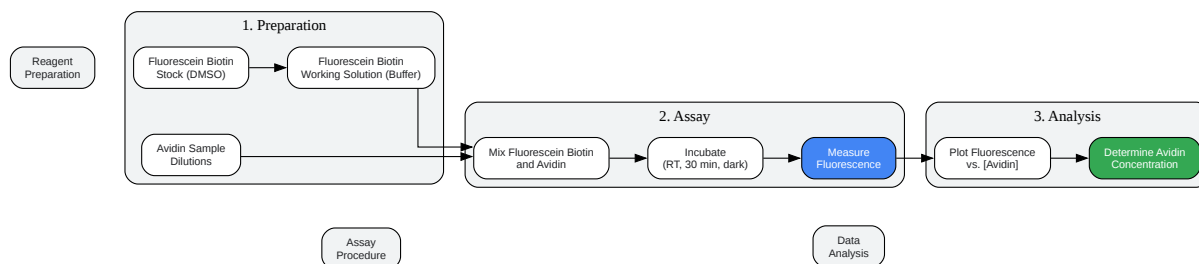 Reagent
Preparation
1. Preparation
Fluorescein Biotin
Stock (DMSO)
Fluorescein Biotin
Working Solution (Buffer)
Avidin Sample
Dilutions
2. Assay
Mix Fluorescein Biotin
and Avidin
Incubate
(RT, 30 min, dark)
Measure
Fluorescence
3. Analysis
Plot Fluorescence
vs. [Avidin]
Determine Avidin
Concentration
Assay
Procedure
Data
Analysis